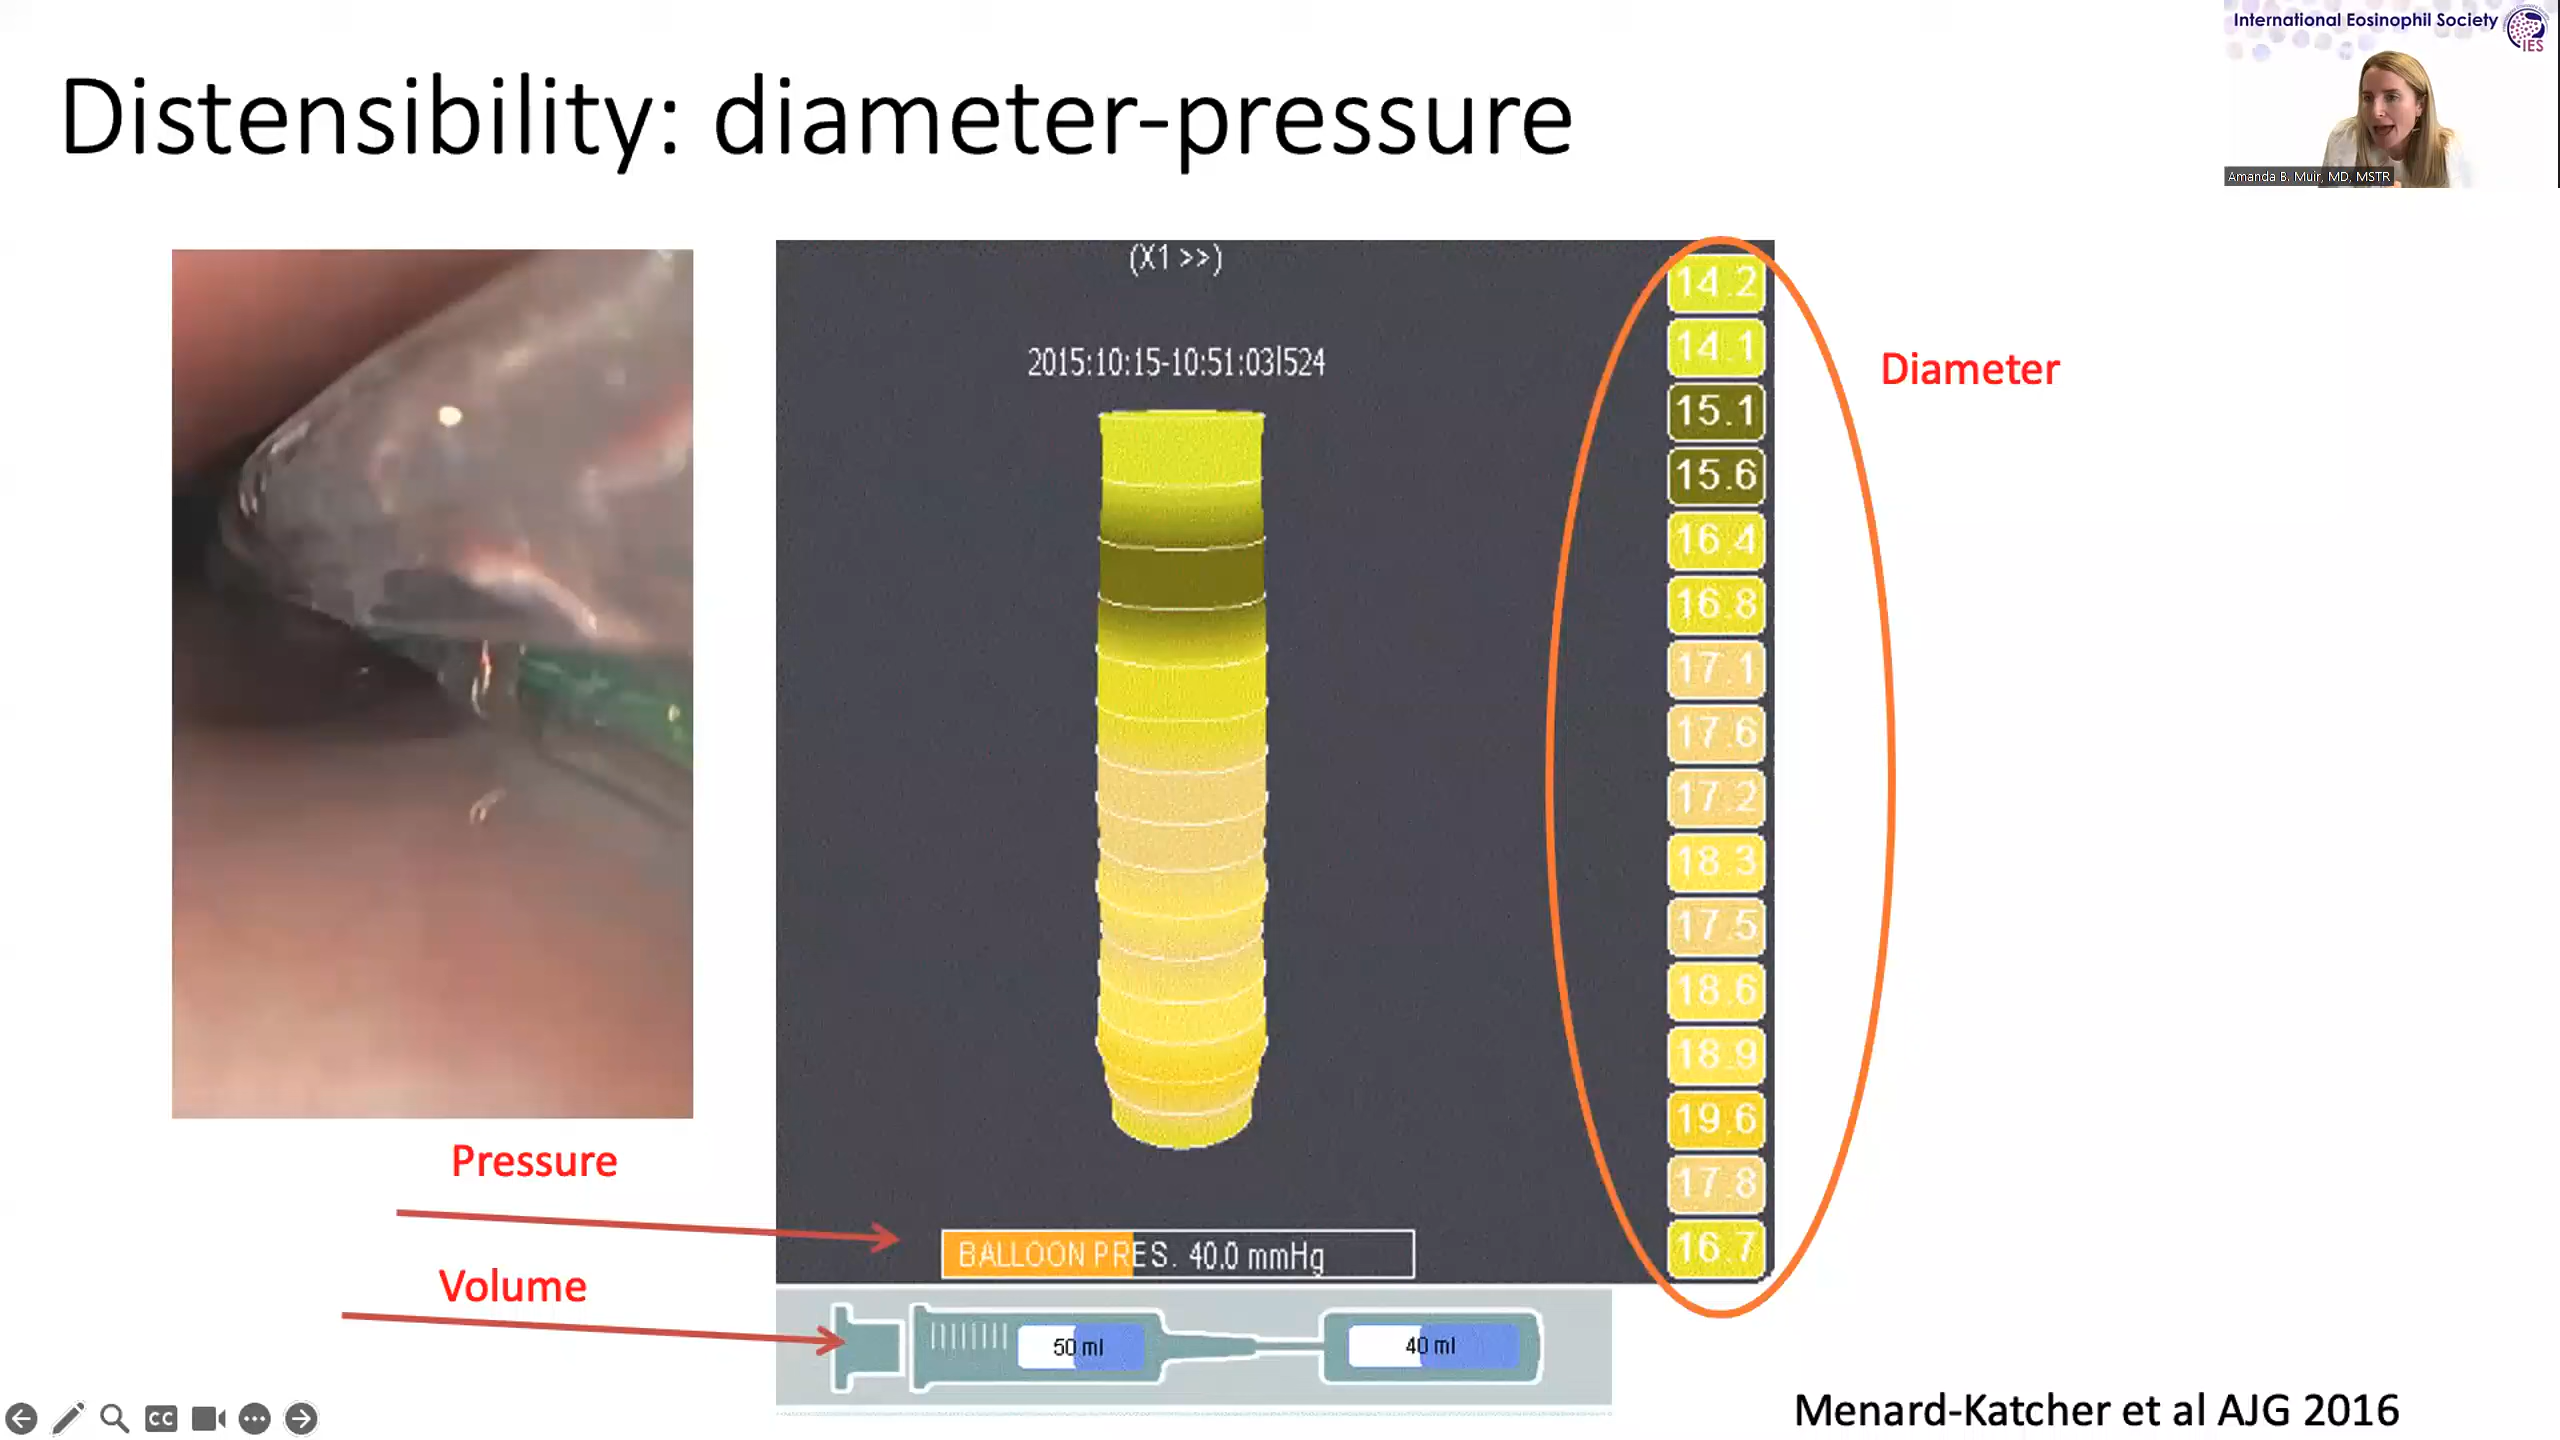 International Eosinophil Society
IES
Amanda B. Muir, MD, MSTR
Distensibility: diameter-pressure
(X1 >>)
2015:10:15-10:51:03|524
14.2
14.1
15.1
15.6
16.4
16.8
17.1
17.6
17.2
18.3
17.5
18.6
18.9
19.6
17.8
16.7
Diameter
Pressure
BALLOON PRES. 40.0 mmHg
Volume
50 ml
40 ml
CC
Menard-Katcher et al AJG 2016